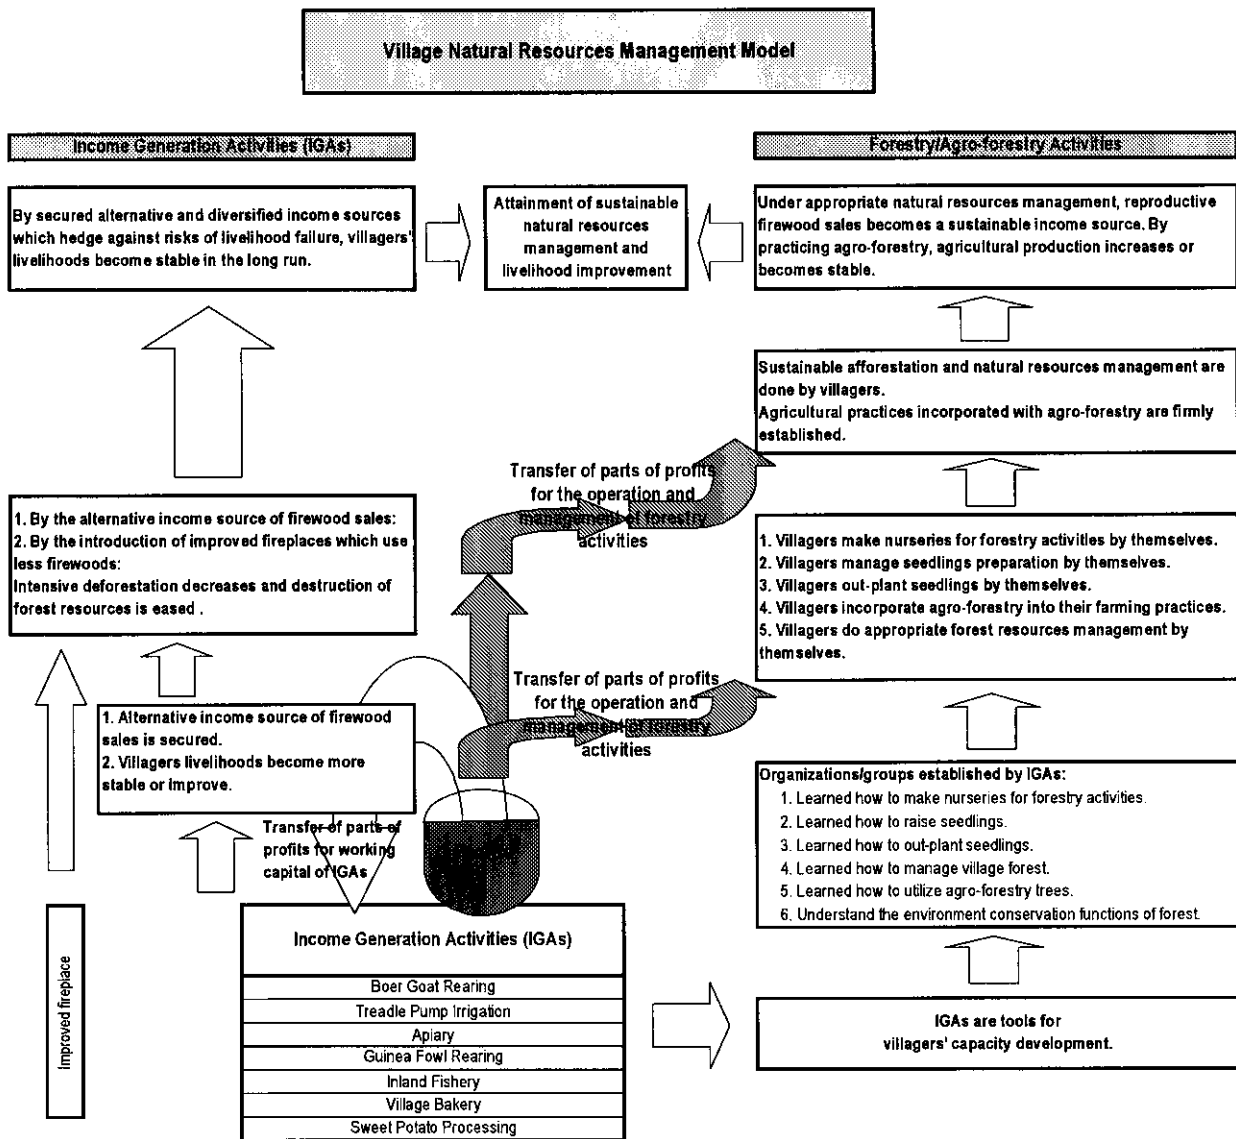 Village Natural Resources Management Model
Income Generation Activities (IGAs)
Forestry/Agro-forestry Activities
By secured alternative and diversified income sources
which hedge against risks of livelihood failure, villagers'
livelihoods become stable in the long run.
Attainment of sustainable
natural resources
management and
livelihood improvement
Under appropriate natural resources management, reproductive
firewood sales becomes a sustainable income source. By
practicing agro-forestry, agricultural production increases or
becomes stable.
Sustainable afforestation and natural resources management are
done by villagers.
Agricultural practices incorporated with agro-forestry are firmly
established.
Transfer of parts of profits
for the operation and
management of forestry
activities
1. By the alternative income source of firewood sales:
2. By the introduction of improved fireplaces which use
less firewoods:
Intensive deforestation decreases and destruction of
forest resources is eased .
1. Villagers make nurseries for forestry activities by themselves.
2. Villagers manage seedlings preparation by themselves.
3. Villagers out-plant seedlings by themselves.
4. Villagers incorporate agro-forestry into their farming practices.
5. Villagers do appropriate forest resources management by
themselves.
Transfer of parts of profits
for the operation and
management of forestry
activities
1. Alternative income source of firewood
sales is secured.
2. Villagers livelihoods become more
stable or improve.
Organizations/groups established by IGAs:
1. Learned how to make nurseries for forestry activities.
2. Learned how to raise seedlings.
3. Learned how to out-plant seedlings.
4. Learned how to manage village forest.
5. Learned how to utilize agro-forestry trees.
6. Understand the environment conservation functions of forest.
Transfer of parts of
profits for working
capital of IGAs
Improved fireplace
Income Generation Activities (IGAs)
Boer Goat Rearing
Treadle Pump Irrigation
Apiary
Guinea Fowl Rearing
Inland Fishery
Village Bakery
Sweet Potato Processing
IGAs are tools for
villagers' capacity development.